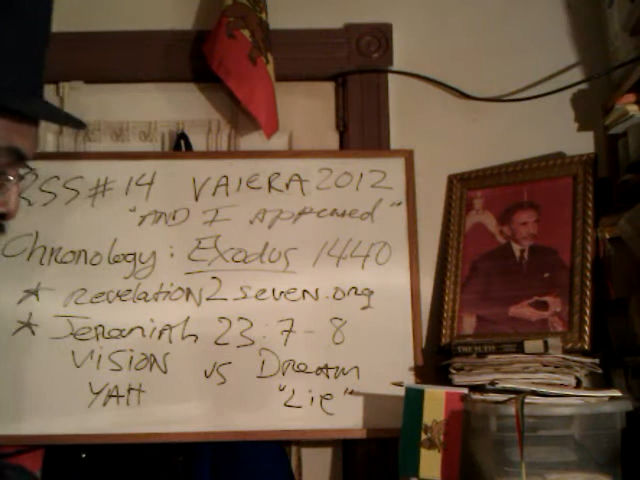 RSS #14 VAIERA 2012
"AND I Appeared"
Chronology: Exodus 1440
* Revelation2seven.org
* Jeremiah 23:7-8
VISION vs Dream
YAH "Lie"